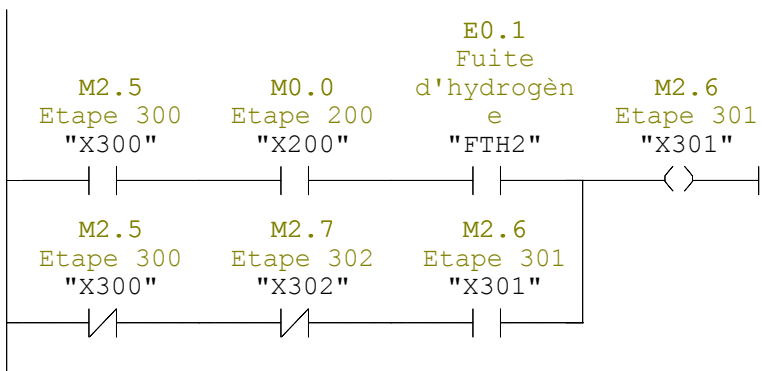 E0.1
Fuite
M2.5 M0.0 d'hydrogèn M2.6
Etape 300 Etape 200 e Etape 301
"X300" "X200" "FTH2" "X301"
M2.5 M2.7 M2.6
Etape 300 Etape 302 Etape 301
"X300" "X302" "X301"